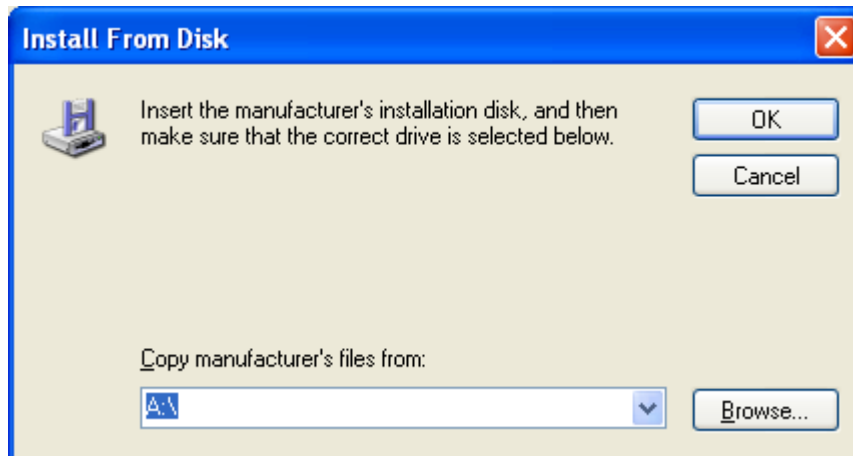 Install From Disk
Insert the manufacturer's installation disk, and then
make sure that the correct drive is selected below.
OK
Cancel
Copy manufacturer's files from:
A:\
Browse...